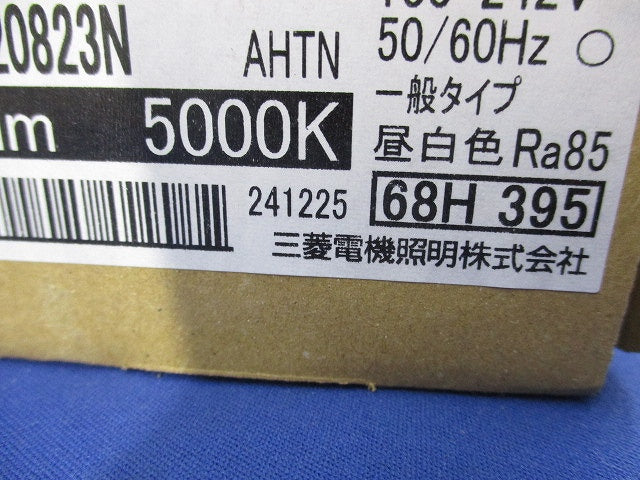 20823N AHTN
50/60Hz ○
一般タイプ
lm 5000K
昼白色 Ra85
241225 68H 395
三菱電機照明株式会社